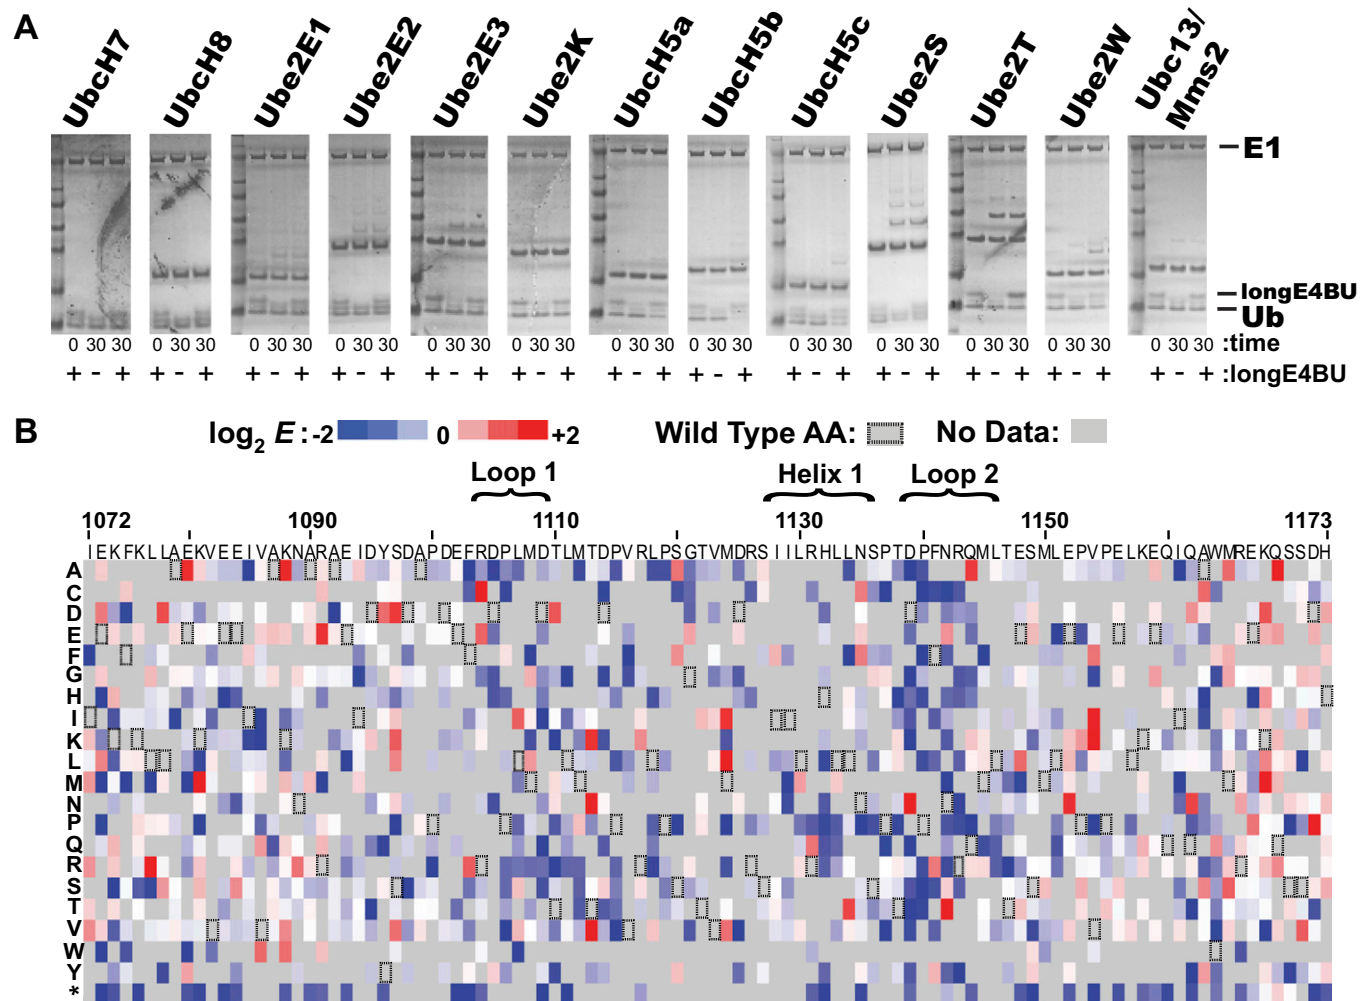 A
UbcH7 UbcH8 Ube2E1 Ube2E2 Ube2E3 Ube2K UbcH5a UbcH5b UbcH5c Ube2S Ube2T Ube2W Ubc13/ Mms2
E1
longE4BU
Ub
0 30 30 0 30 30 0 30 30 0 30 30 0 30 30 0 30 30 0 30 30 0 30 30 0 30 30 0 30 30 0 30 30 0 30 30 0 30 30 :time
+ - + + - + + - + + - + + - + + - + + - + + - + + - + + - + + - + + - + + - + :longE4BU
B
log2 E : -2 0 +2 Wild Type AA: No Data:
Loop 1 Helix 1 Loop 2
1072 1090 1110 1130 1150 1173
IEKFKLLAEKVEEIVAKNARAEIDYSDAPDEFRDPLMDTLMTDPVRLPSGTVMDRSIILRHLLNSPTDPFNRQMLTESMLEPVPELKEQIQAWMREKQSSDH
A
C
D
E
F
G
H
I
K
L
M
N
P
Q
R
S
T
V
W
Y
*